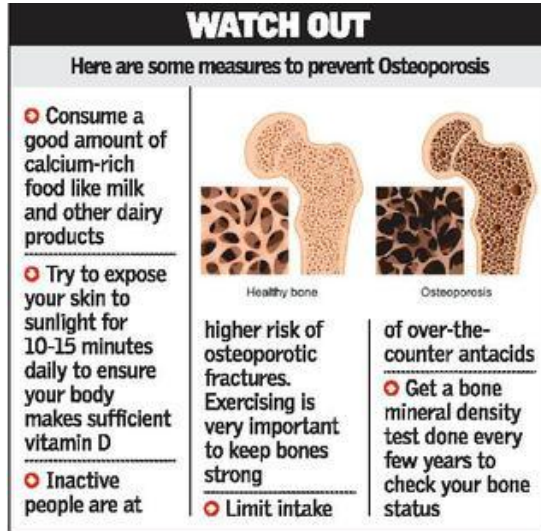 WATCH OUT
Here are some measures to prevent Osteoporosis
Consume a
good amount of
calcium-rich
food like milk
and other dairy
products
Try to expose
your skin to
sunlight for
10-15 minutes
daily to ensure
your body
makes sufficient
vitamin D
Inactive
people are at
Healthy bone
Osteoporosis
higher risk of
osteoporotic
fractures.
Exercising is
very important
to keep bones
strong
Limit intake
of over-the-
counter antacids
Get a bone
mineral density
test done every
few years to
check your bone
status